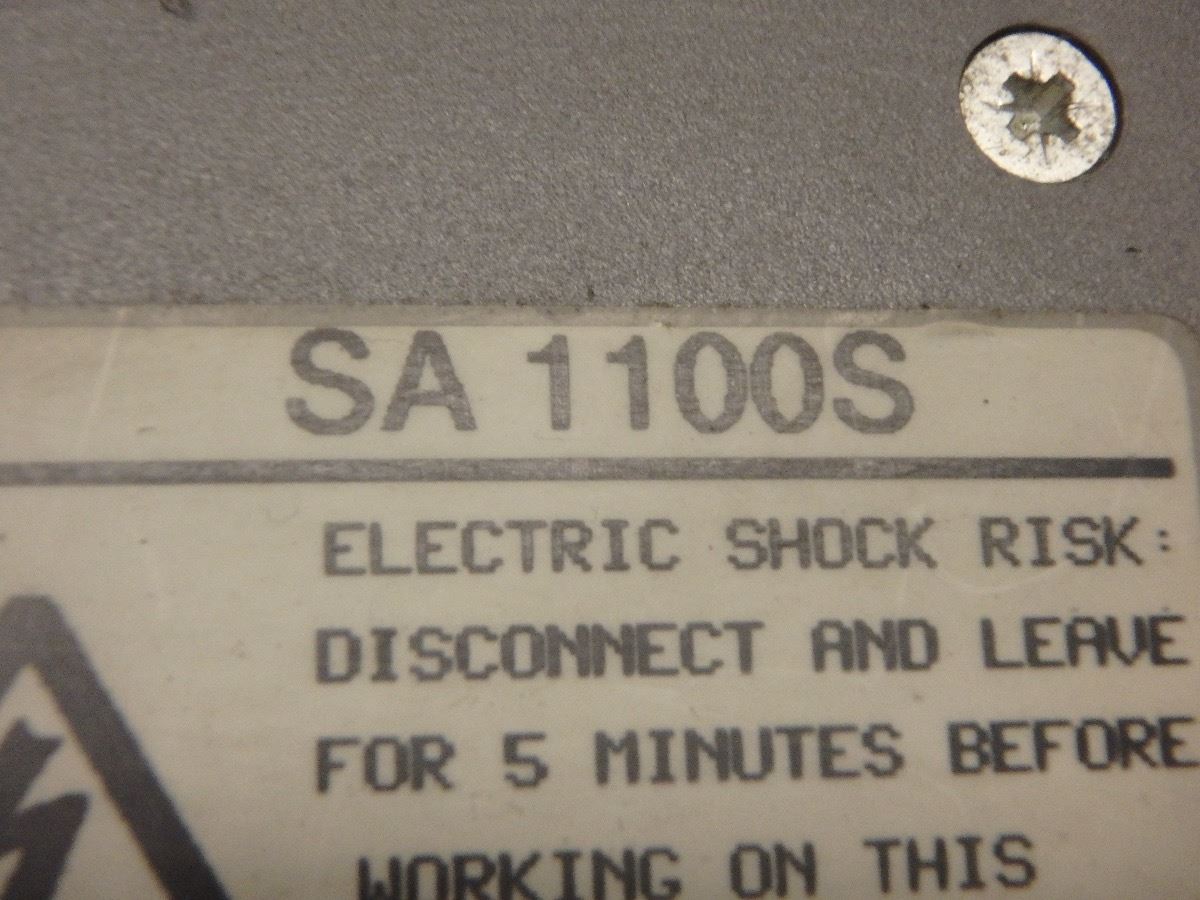 SA 1100S
ELECTRIC SHOCK RISK:
DISCONNECT AND LEAVE
FOR 5 MINUTES BEFORE
WORKING ON THIS